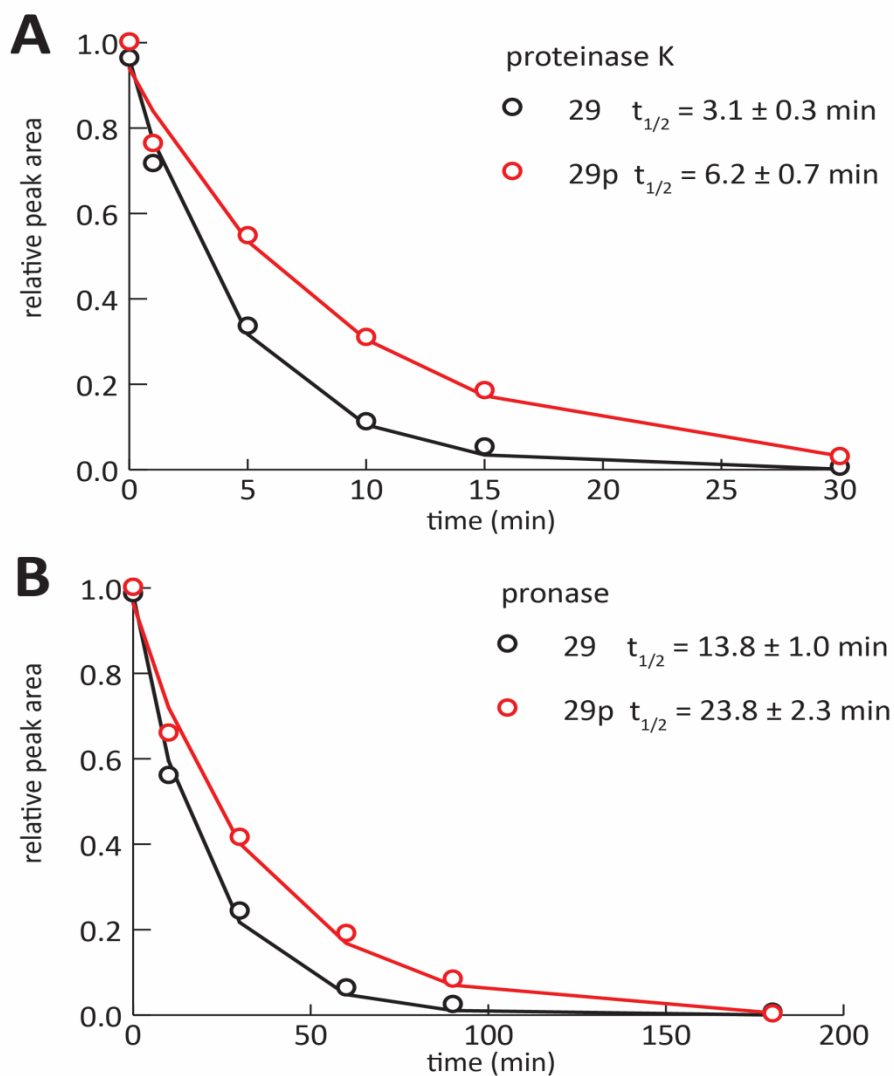 A
proteinase K
29 t1/2 = 3.1 ± 0.3 min
29p t1/2 = 6.2 ± 0.7 min
relative peak area
1.0
0.8
0.6
0.4
0.2
0.0
0 5 10 15 20 25 30
time (min)
B
pronase
29 t1/2 = 13.8 ± 1.0 min
29p t1/2 = 23.8 ± 2.3 min
relative peak area
1.0
0.8
0.6
0.4
0.2
0.0
0 50 100 150 200
time (min)